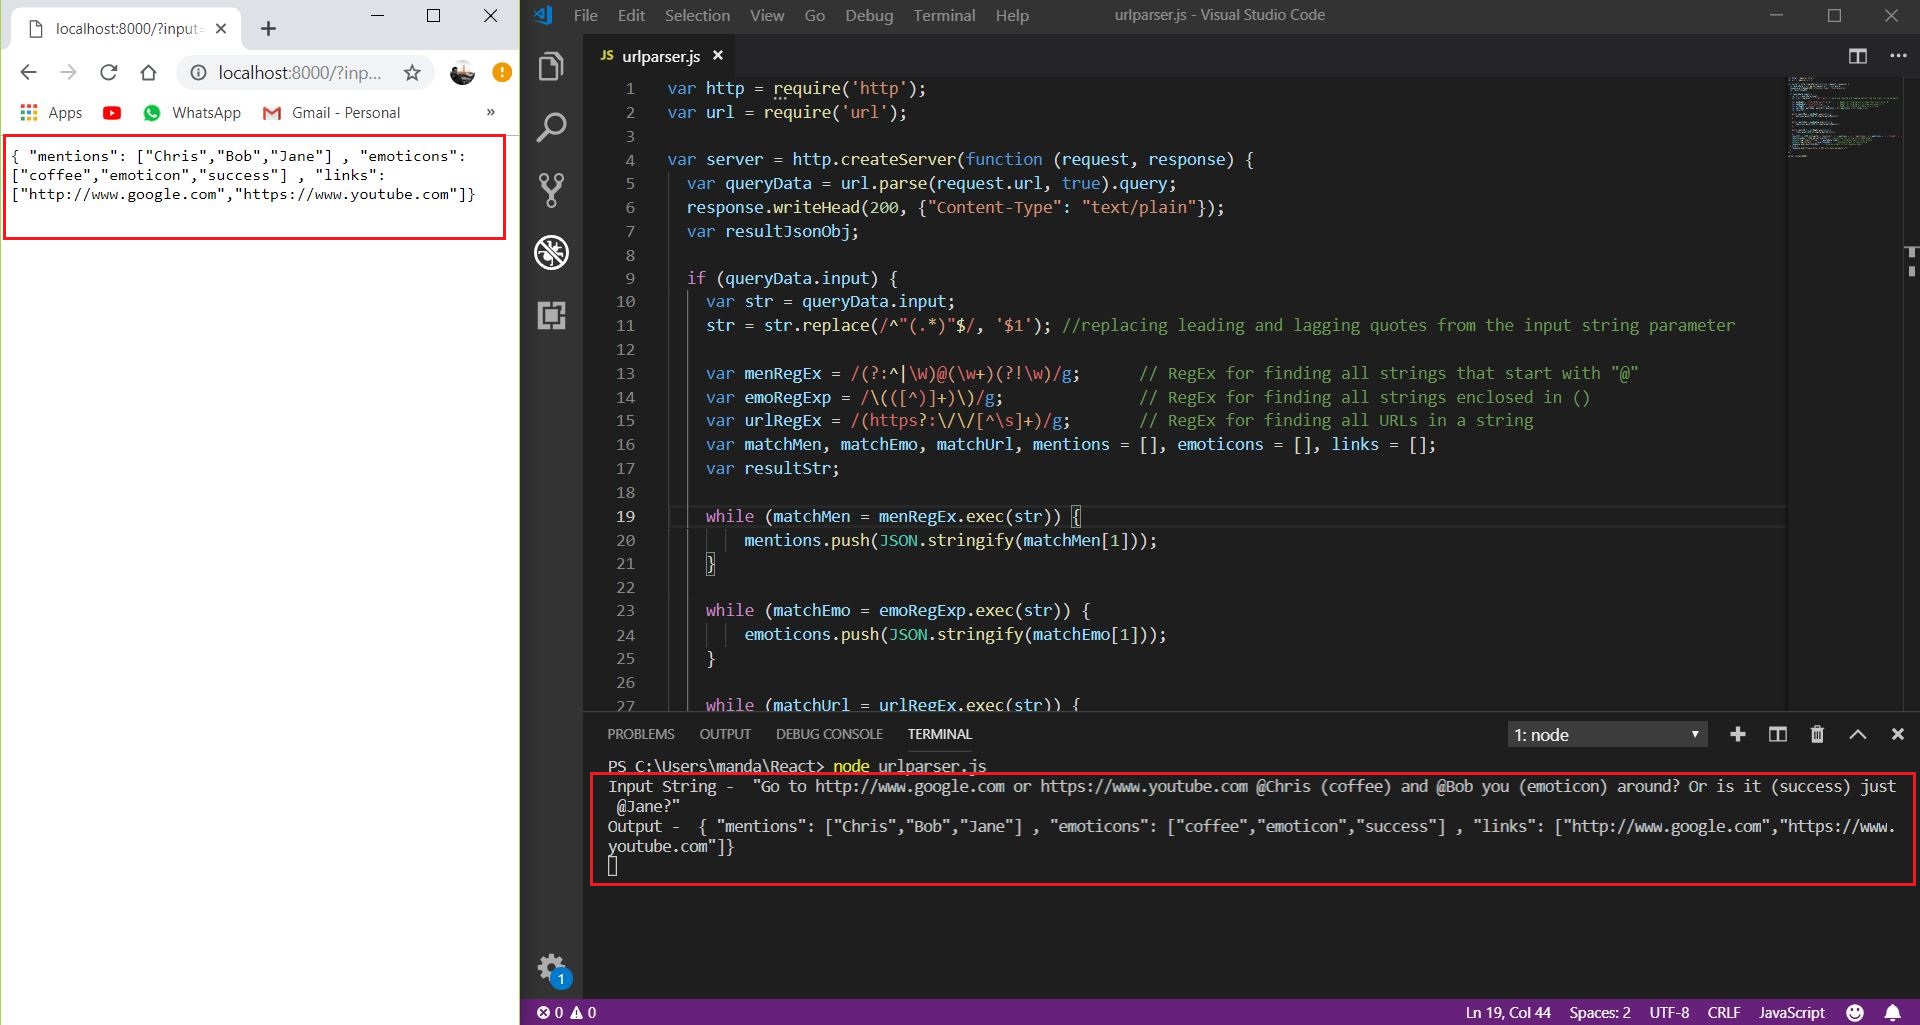 localhost:8000/?input=
localhost:8000/?inp...
Apps WhatsApp Gmail - Personal »
{ "mentions": ["Chris","Bob","Jane"] , "emoticons":
["coffee","emoticon","success"] , "links":
["http://www.google.com","https://www.youtube.com"]}
File Edit Selection View Go Debug Terminal Help urlparser.js - Visual Studio Code
JS urlparser.js
1 var http = require('http');
2 var url = require('url');
3
4 var server = http.createServer(function (request, response) {
5 var queryData = url.parse(request.url, true).query;
6 response.writeHead(200, {"Content-Type": "text/plain"});
7 var resultJsonObj;
8
9 if (queryData.input) {
10 var str = queryData.input;
11 str = str.replace(/^"(.*)"$/, '$1'); //replacing leading and lagging quotes from the input string parameter
12
13 var menRegEx = /(?:^|\W)@(\w+)(?!\w)/g; // RegEx for finding all strings that start with "@"
14 var emoRegExp = /\(([^)]+)\)/g; // RegEx for finding all strings enclosed in ()
15 var urlRegEx = /(https?:\/\/[^\s]+)/g; // RegEx for finding all URLs in a string
16 var matchMen, matchEmo, matchUrl, mentions = [], emoticons = [], links = [];
17 var resultStr;
18
19 while (matchMen = menRegEx.exec(str)) {
20 mentions.push(JSON.stringify(matchMen[1]));
21 }
22
23 while (matchEmo = emoRegExp.exec(str)) {
24 emoticons.push(JSON.stringify(matchEmo[1]));
25 }
26
27 while (matchUrl = urlRegEx.exec(str)) {
PROBLEMS OUTPUT DEBUG CONSOLE TERMINAL 1: node
PS C:\Users\manda\React> node urlparser.js
Input String - "Go to http://www.google.com or https://www.youtube.com @Chris (coffee) and @Bob you (emoticon) around? Or is it (success) just
@Jane?"
Output - { "mentions": ["Chris","Bob","Jane"] , "emoticons": ["coffee","emoticon","success"] , "links": ["http://www.google.com","https://www.
youtube.com"]}
1
0 0 Ln 19, Col 44 Spaces: 2 UTF-8 CRLF JavaScript